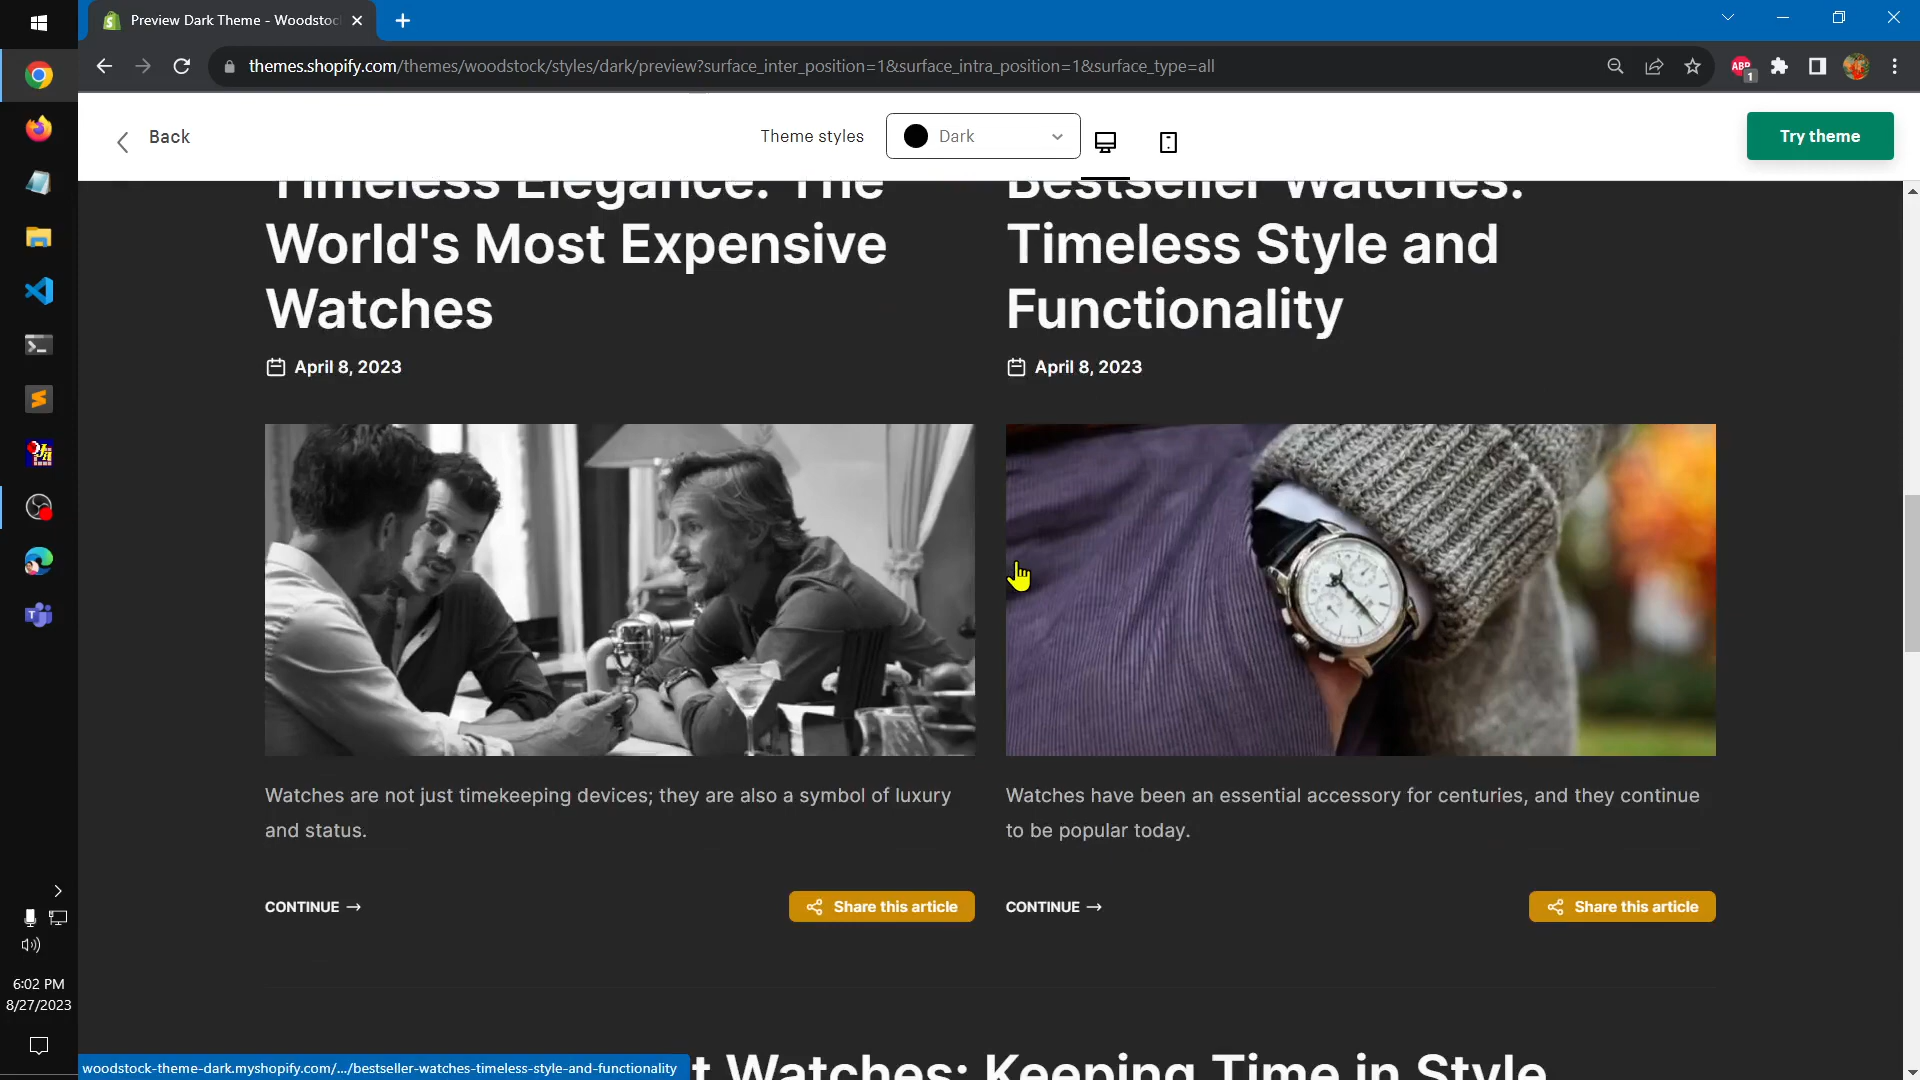 Preview Dark Theme - Woodstoc
themes.shopify.com/themes/woodstock/styles/dark/preview?surface_inter_position=1&surface_intra_position=1&surface_type=all
ABP
1
Back
Theme styles
Dark
Try theme
Timeless Elegance: The
World's Most Expensive
Watches
April 8, 2023
Watches are not just timekeeping devices; they are also a symbol of luxury
and status.
CONTINUE →
Share this article
Bestseller Watches:
Timeless Style and
Functionality
April 8, 2023
Watches have been an essential accessory for centuries, and they continue
to be popular today.
CONTINUE →
Share this article
t Watches: Keeping Time in Style
6:02 PM
8/27/2023
woodstock-theme-dark.myshopify.com/.../bestseller-watches-timeless-style-and-functionality